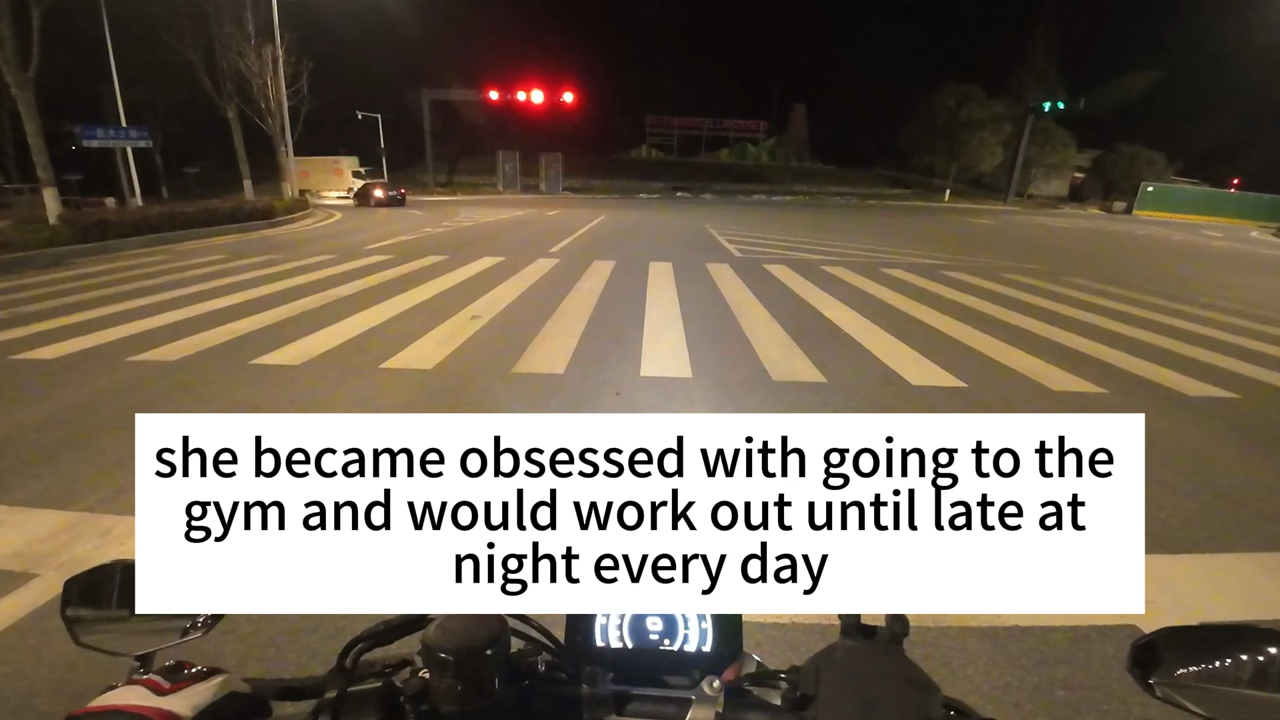 she became obsessed with going to the
gym and would work out until late at
night every day